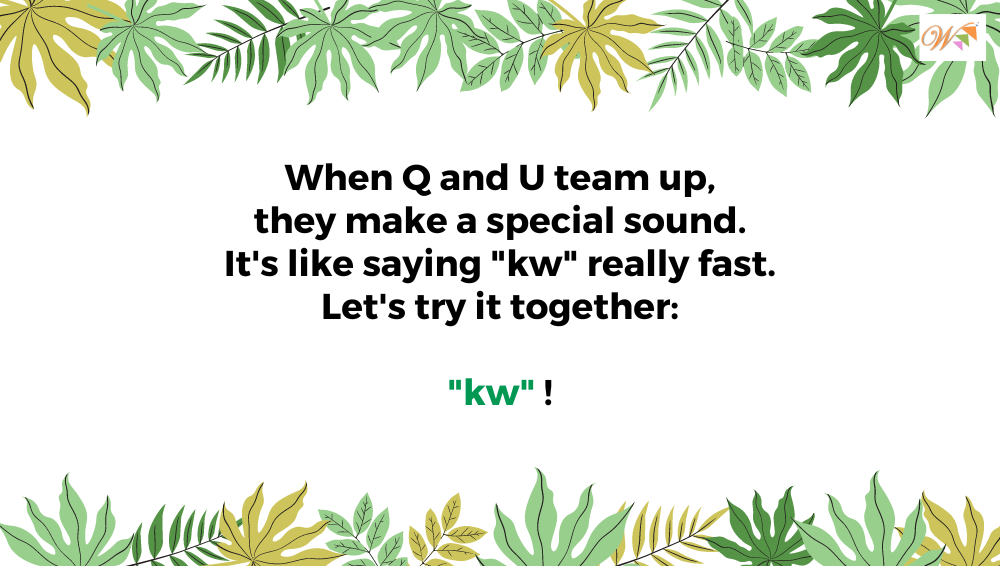 W
When Q and U team up,
they make a special sound.
It's like saying "kw" really fast.
Let's try it together:
"kw" !